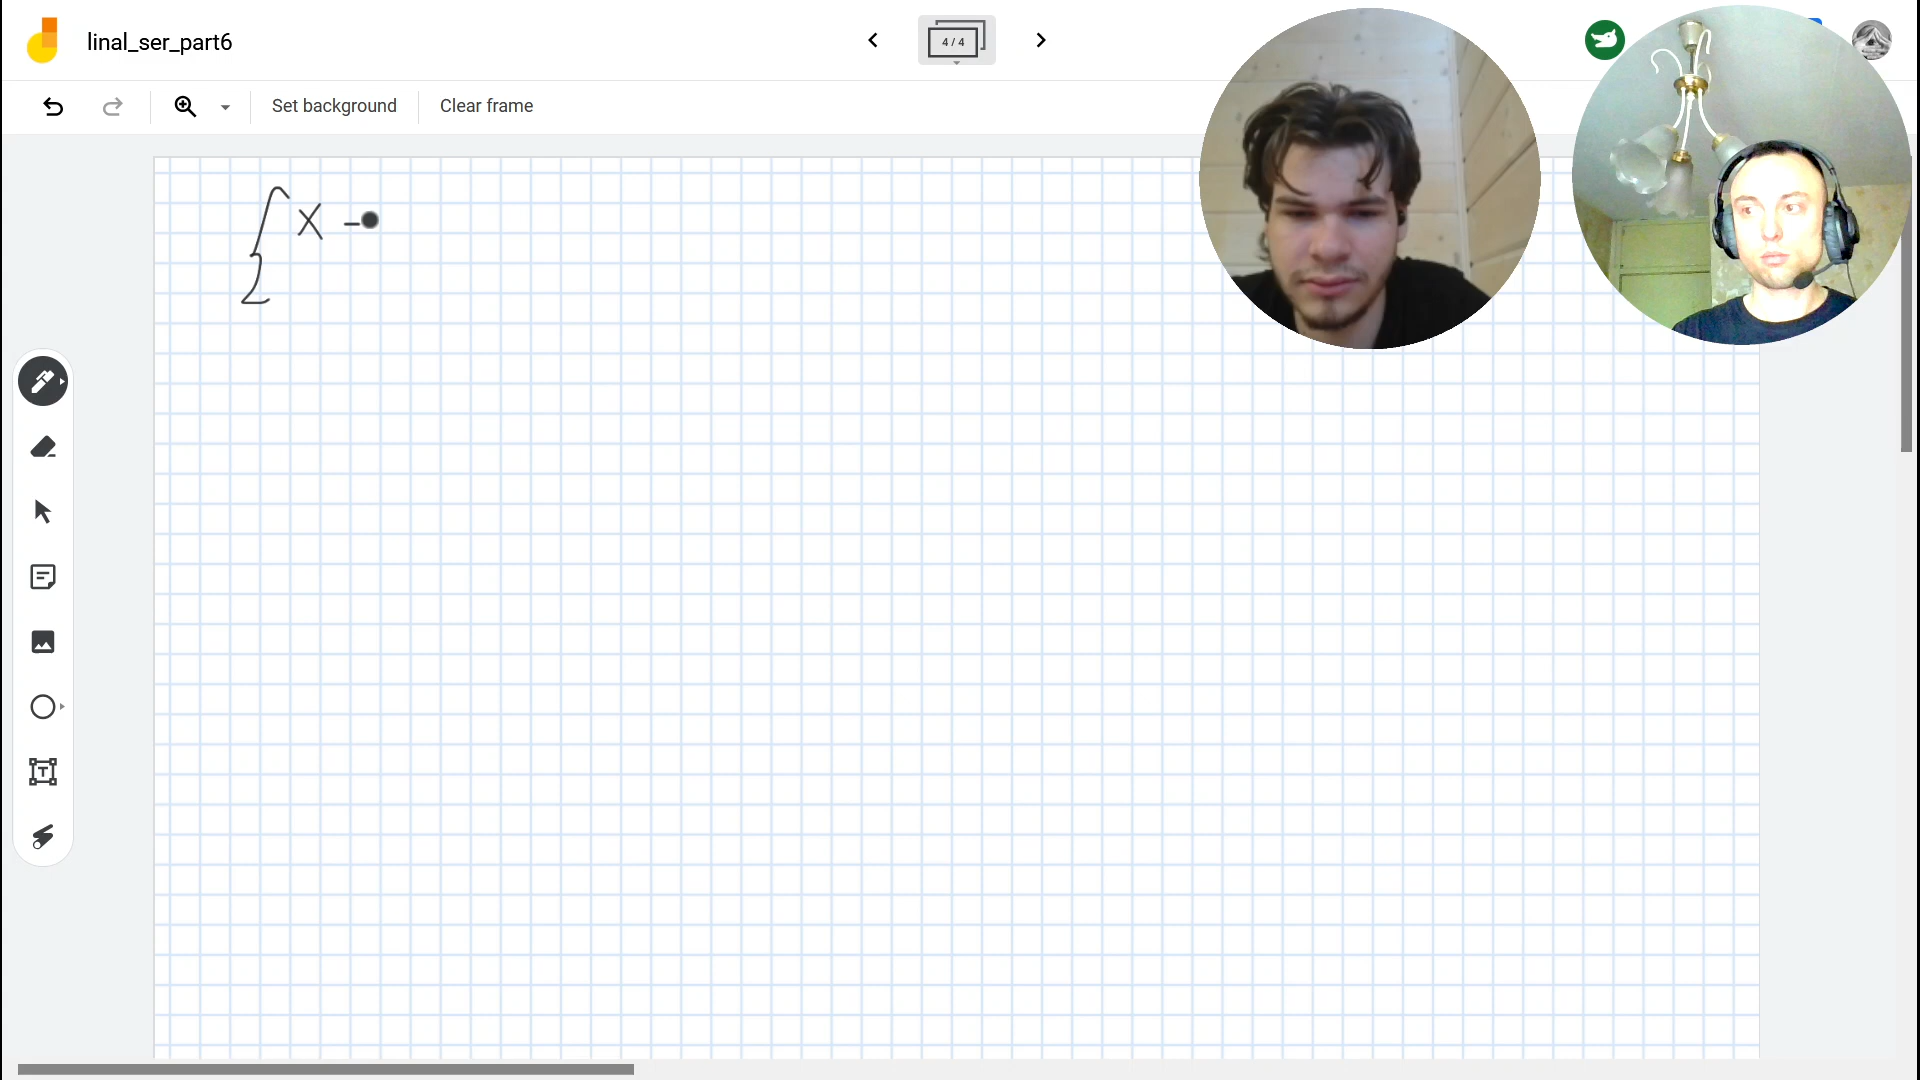 linal_ser_part6
4 / 4
Set background
Clear frame
{ x -
T